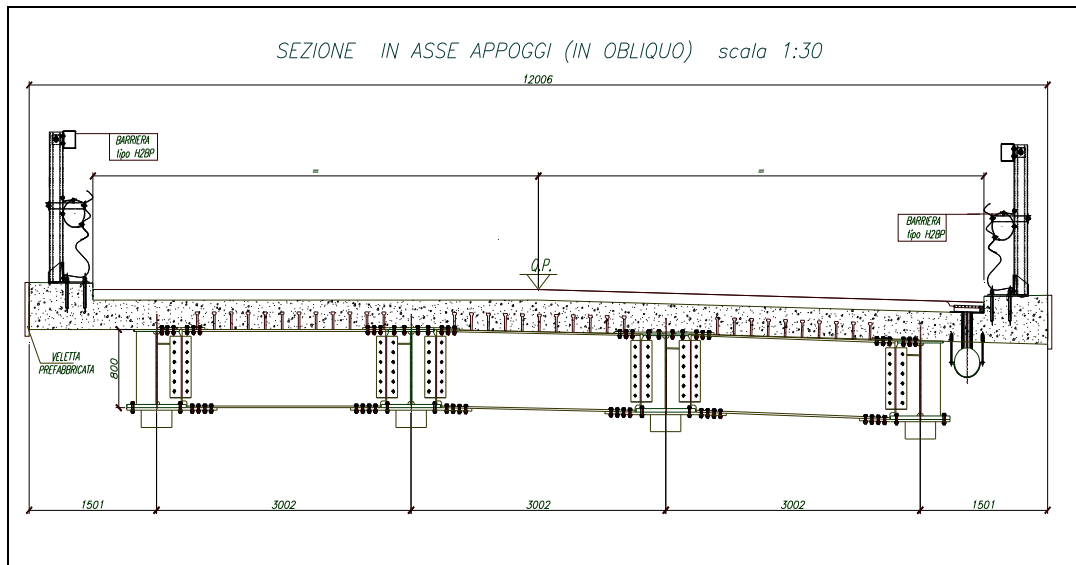 SEZIONE IN ASSE APPOGGI (IN OBLIQUO) scala 1:30
12006
BARRIERA
tipo H2BP
=
=
BARRIERA
tipo H2BP
Q.P.
VELETTA
PREFABBRICATA
800
1501
3002
3002
3002
1501